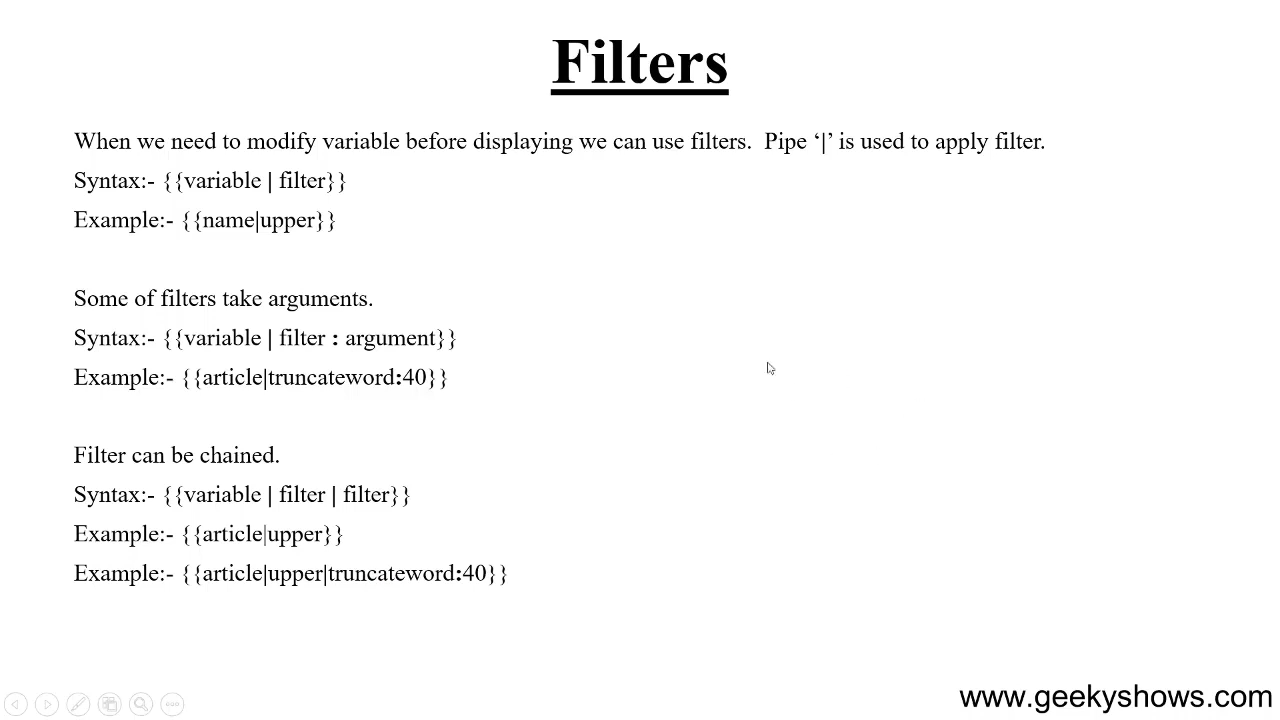 Filters
When we need to modify variable before displaying we can use filters.  Pipe ‘|’ is used to apply filter.
Syntax:- {{variable | filter}}
Example:- {{name|upper}}
Some of filters take arguments.
Syntax:- {{variable | filter : argument}}
Example:- {{article|truncateword:40}}
Filter can be chained.
Syntax:- {{variable | filter | filter}}
Example:- {{article|upper}}
Example:- {{article|upper|truncateword:40}}
www.geekyshows.com